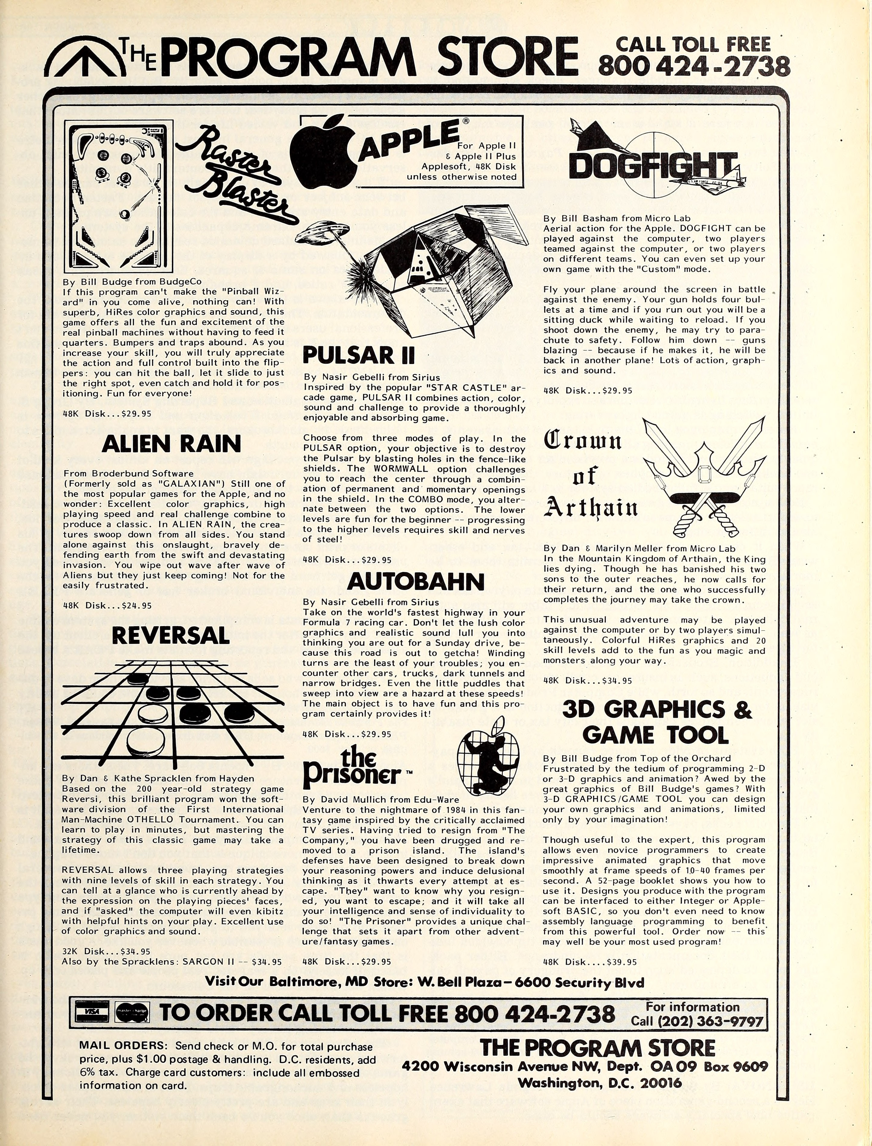 THE PROGRAM STORE
CALL TOLL FREE
800 424-2738
Raster
Blaster
By Bill Budge from BudgeCo
If this program can't make the "Pinball Wiz-
ard" in you come alive, nothing can! With
superb, HiRes color graphics and sound, this
game offers all the fun and excitement of the
real pinball machines without having to feed it
quarters. Bumpers and traps abound. As you
increase your skill, you will truly appreciate
the action and full control built into the flip-
pers: you can hit the ball, let it slide to just
the right spot, even catch and hold it for pos-
itioning. Fun for everyone!
48K Disk...$29.95
ALIEN RAIN
From Broderbund Software
(Formerly sold as "GALAXIAN") Still one of
the most popular games for the Apple, and no
wonder: Excellent color graphics, high
playing speed and real challenge combine to
produce a classic. In ALIEN RAIN, the crea-
tures swoop down from all sides. You stand
alone against this onslaught, bravely de-
fending earth from the swift and devastating
invasion. You wipe out wave after wave of
Aliens but they just keep coming! Not for the
easily frustrated.
48K Disk...$24.95
REVERSAL
By Dan & Kathe Spracklen from Hayden
Based on the 200 year-old strategy game
Reversi, this brilliant program won the soft-
ware division of the First International
Man-Machine OTHELLO Tournament. You can
learn to play in minutes, but mastering the
strategy of this classic game may take a
lifetime.
REVERSAL allows three playing strategies
with nine levels of skill in each strategy. You
can tell at a glance who is currently ahead by
the expression on the playing pieces' faces,
and if "asked" the computer will even kibitz
with helpful hints on your play. Excellent use
of color graphics and sound.
32K Disk...$34.95
Also by the Spracklens: SARGON II -- $34.95
APPLE®
For Apple II
& Apple II Plus
Applesoft, 48K Disk
unless otherwise noted
PULSAR II
By Nasir Gebelli from Sirius
Inspired by the popular "STAR CASTLE" ar-
cade game, PULSAR II combines action, color,
sound and challenge to provide a thoroughly
enjoyable and absorbing game.
Choose from three modes of play. In the
PULSAR option, your objective is to destroy
the Pulsar by blasting holes in the fence-like
shields. The WORMWALL option challenges
you to reach the center through a combin-
ation of permanent and momentary openings
in the shield. In the COMBO mode, you alter-
nate between the two options. The lower
levels are fun for the beginner -- progressing
to the higher levels requires skill and nerves
of steel!
48K Disk...$29.95
AUTOBAHN
By Nasir Gebelli from Sirius
Take on the world's fastest highway in your
Formula 7 racing car. Don't let the lush color
graphics and realistic sound lull you into
thinking you are out for a Sunday drive, be-
cause this road is out to getcha! Winding
turns are the least of your troubles; you en-
counter other cars, trucks, dark tunnels and
narrow bridges. Even the little puddles that
sweep into view are a hazard at these speeds!
The main object is to have fun and this pro-
gram certainly provides it!
48K Disk...$29.95
the
Prisoner™
By David Mullich from Edu-Ware
Venture to the nightmare of 1984 in this fan-
tasy game inspired by the critically acclaimed
TV series. Having tried to resign from "The
Company," you have been drugged and re-
moved to a prison island. The island's
defenses have been designed to break down
your reasoning powers and induce delusional
thinking as it thwarts every attempt at es-
cape. "They" want to know why you resign-
ed, you want to escape; and it will take all
your intelligence and sense of individuality to
do so! "The Prisoner" provides a unique chal-
lenge that sets it apart from other advent-
ure/fantasy games.
48K Disk...$29.95
DOGFIGHT
By Bill Basham from Micro Lab
Aerial action for the Apple. DOGFIGHT can be
played against the computer, two players
teamed against the computer, or two players
on different teams. You can even set up your
own game with the "Custom" mode.
Fly your plane around the screen in battle
against the enemy. Your gun holds four bul-
lets at a time and if you run out you will be a
sitting duck while waiting to reload. If you
shoot down the enemy, he may try to para-
chute to safety. Follow him down -- guns
blazing -- because if he makes it, he will be
back in another plane! Lots of action, graph-
ics and sound.
48K Disk...$29.95
Crown
of
Arthain
By Dan & Marilyn Meller from Micro Lab
In the Mountain Kingdom of Arthain, the King
lies dying. Though he has banished his two
sons to the outer reaches, he now calls for
their return, and the one who successfully
completes the journey may take the crown.
This unusual adventure may be played
against the computer or by two players simul-
taneously. Colorful HiRes graphics and 20
skill levels add to the fun as you magic and
monsters along your way.
48K Disk...$34.95
3D GRAPHICS &
GAME TOOL
By Bill Budge from Top of the Orchard
Frustrated by the tedium of programming 2-D
or 3-D graphics and animation? Awed by the
great graphics of Bill Budge's games? With
3-D GRAPHICS/GAME TOOL you can design
your own graphics and animations, limited
only by your imagination!
Though useful to the expert, this program
allows even novice programmers to create
impressive animated graphics that move
smoothly at frame speeds of 10-40 frames per
second. A 52-page booklet shows you how to
use it. Designs you produce with the program
can be interfaced to either Integer or Apple-
soft BASIC, so you don't even need to know
assembly language programming to benefit
from this powerful tool. Order now -- this
may well be your most used program!
48K Disk....$39.95
Visit Our Baltimore, MD Store: W. Bell Plaza – 6600 Security Blvd
VISA
master charge
TO ORDER CALL TOLL FREE 800 424-2738
For information
Call (202) 363-9797
MAIL ORDERS: Send check or M.O. for total purchase
price, plus $1.00 postage & handling. D.C. residents, add
6% tax. Charge card customers: include all embossed
information on card.
THE PROGRAM STORE
4200 Wisconsin Avenue NW, Dept. OA09 Box 9609
Washington, D.C. 20016